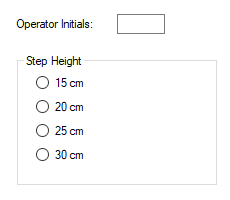 Operator Initials:
Step Height
15 cm
20 cm
25 cm
30 cm